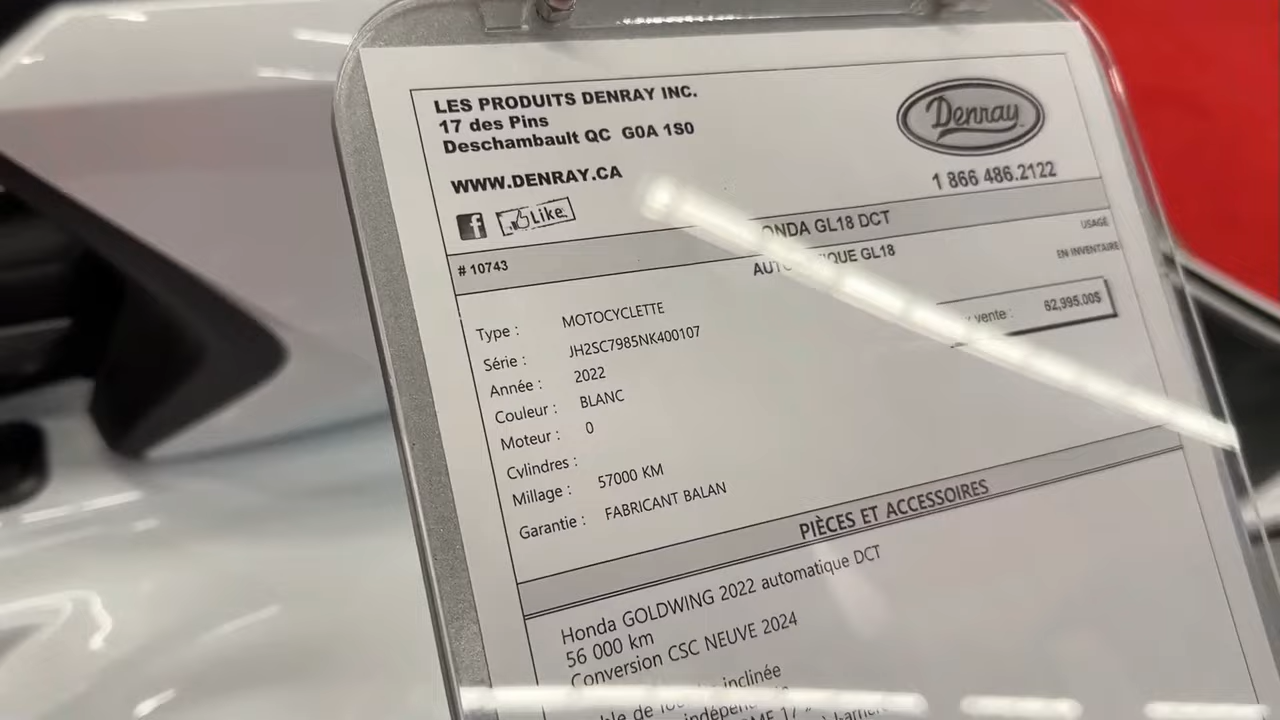 LES PRODUITS DENRAY INC.
17 des Pins
Deschambault QC G0A 1S0
WWW.DENRAY.CA
Denray
1 866 486.2122
f Like
ONDA GL18 DCT
USAGÉ
# 10743
QUE GL18
EN INVENTAIRE
Type : MOTOCYCLETTE
vente : 62,995.00$
Série : JH2SC7985NK400107
Année : 2022
Couleur : BLANC
Moteur : 0
Cylindres :
Millage : 57000 KM
Garantie : FABRICANT BALAN
PIÈCES ET ACCESSOIRES
Honda GOLDWING 2022 automatique DCT
56 000 km
Conversion CSC NEUVE 2024
inclinée